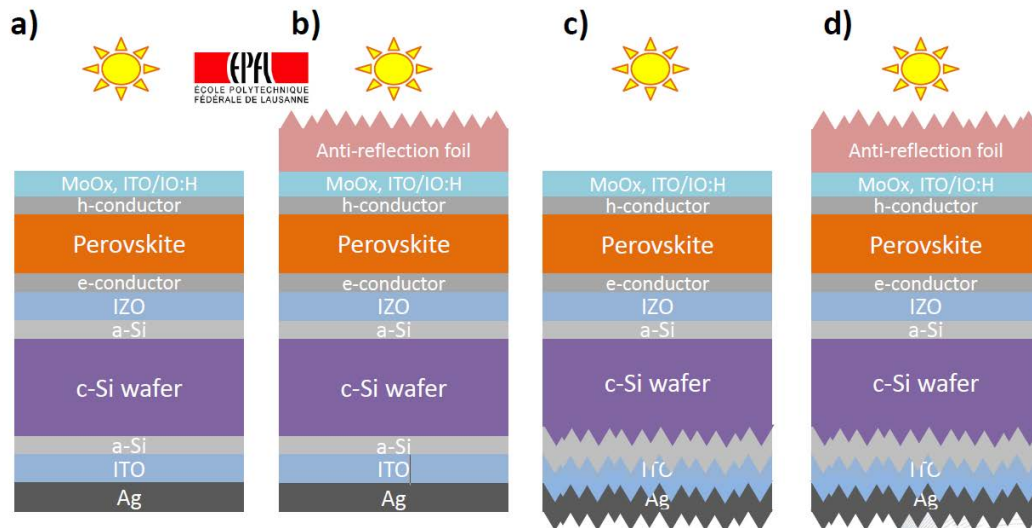 a)
EPFL
ÉCOLE POLYTECHNIQUE
FÉDÉRALE DE LAUSANNE
MoOx, ITO/IO:H
h-conductor
Perovskite
e-conductor
IZO
a-Si
c-Si wafer
a-Si
ITO
Ag
b)
Anti-reflection foil
MoOx, ITO/IO:H
h-conductor
Perovskite
e-conductor
IZO
a-Si
c-Si wafer
a-Si
ITO
Ag
c)
MoOx, ITO/IO:H
h-conductor
Perovskite
e-conductor
IZO
a-Si
c-Si wafer
ITO
Ag
d)
Anti-reflection foil
MoOx, ITO/IO:H
h-conductor
Perovskite
e-conductor
IZO
a-Si
c-Si wafer
ITO
Ag